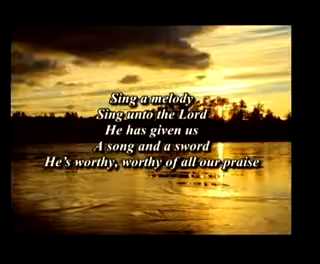 Sing a melody
Sing unto the Lord
He has given us
A song and a sword
He's worthy, worthy of all our praise